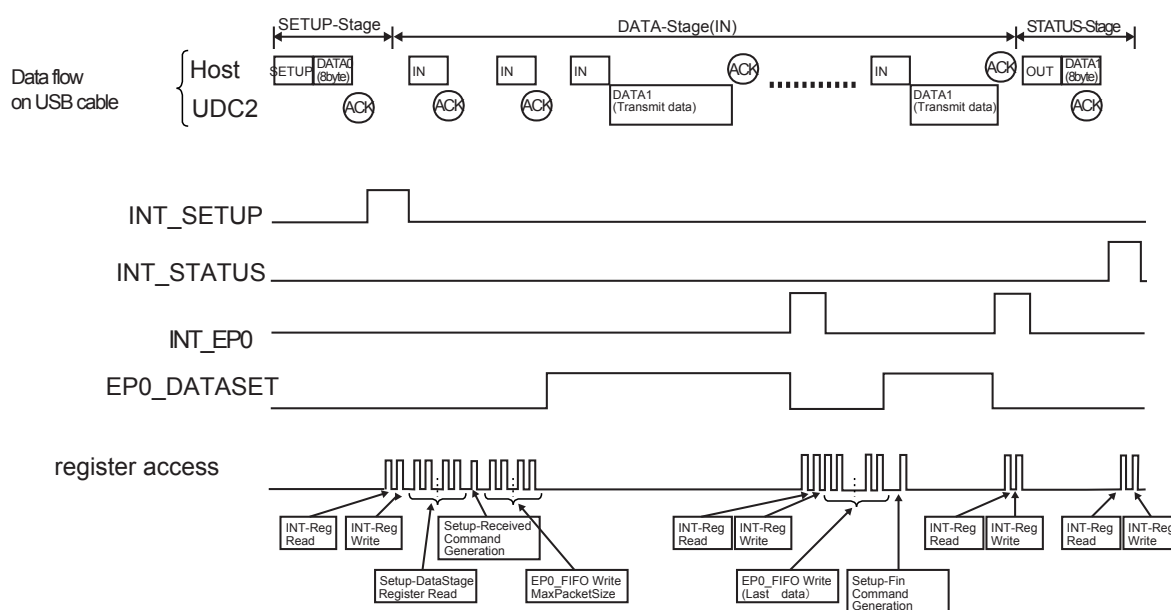 SETUP-Stage
DATA-Stage(IN)
STATUS-Stage
Data flow
on USB cable
Host
UDC2
SETUP
DATA0
(8byte)
ACK
IN
ACK
IN
ACK
IN
DATA1
(Transmit data)
ACK
IN
DATA1
(Transmit data)
ACK
OUT
DATA1
(8byte)
ACK
INT_SETUP
INT_STATUS
INT_EP0
EP0_DATASET
register access
INT-Reg
Read
INT-Reg
Write
Setup-Received
Command
Generation
INT-Reg
Read
INT-Reg
Write
INT-Reg
Read
INT-Reg
Write
INT-Reg
Read
INT-Reg
Write
Setup-DataStage
Register Read
EP0_FIFO Write
MaxPacketSize
EP0_FIFO Write
(Last data)
Setup-Fin
Command
Generation